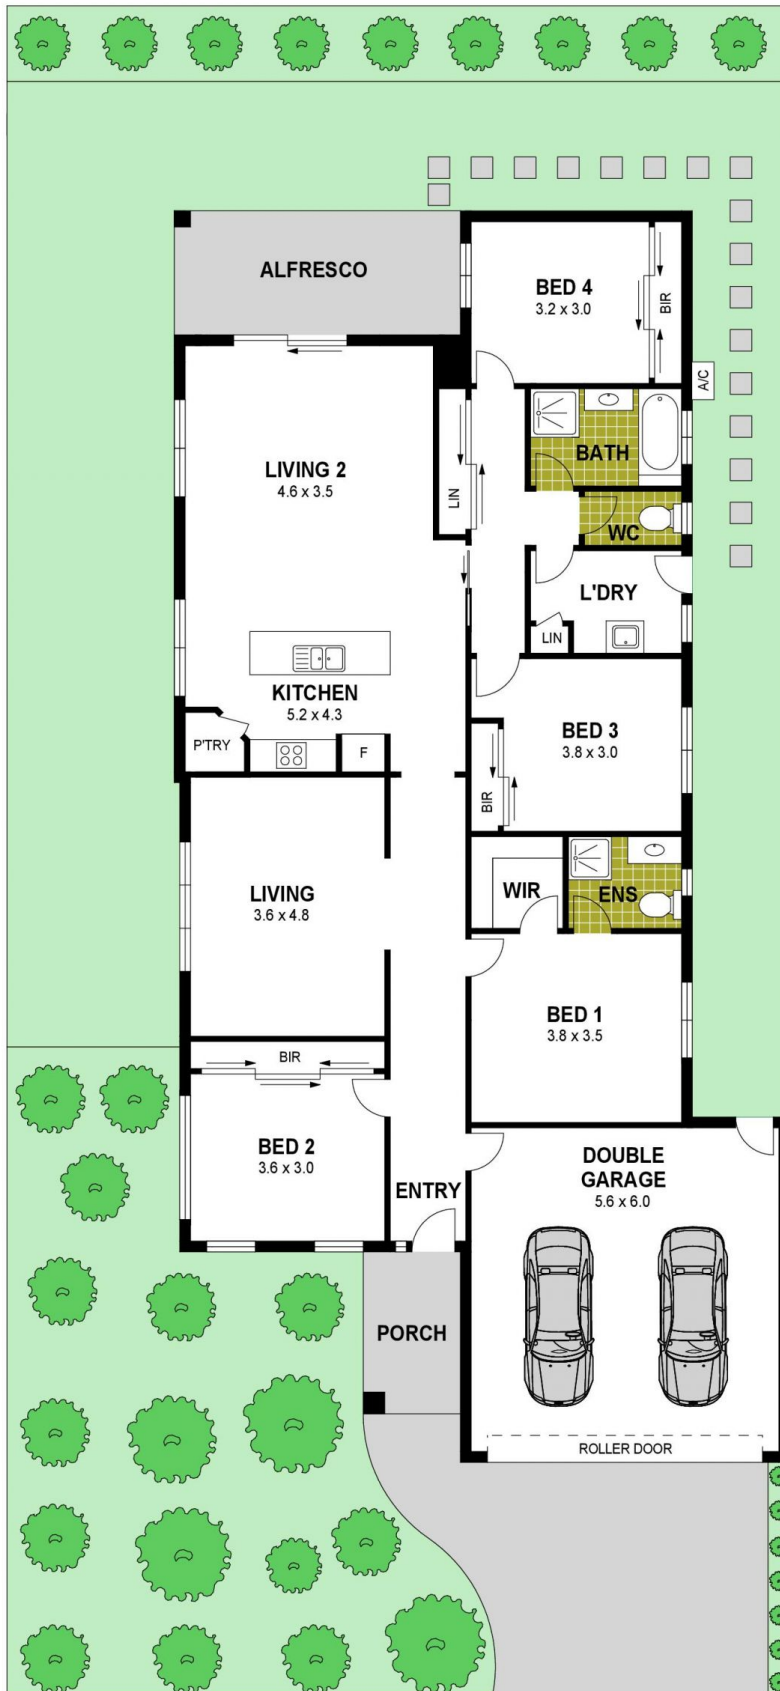 ALFRESCO
BED 4
3.2 x 3.0
BIR
A/C
LIVING 2
4.6 x 3.5
LIN
BATH
WC
L'DRY
LIN
KITCHEN
5.2 x 4.3
P'TRY
F
BED 3
3.8 x 3.0
BIR
LIVING
3.6 x 4.8
WIR
ENS
BED 1
3.8 x 3.5
BIR
BED 2
3.6 x 3.0
ENTRY
DOUBLE
GARAGE
5.6 x 6.0
PORCH
ROLLER DOOR